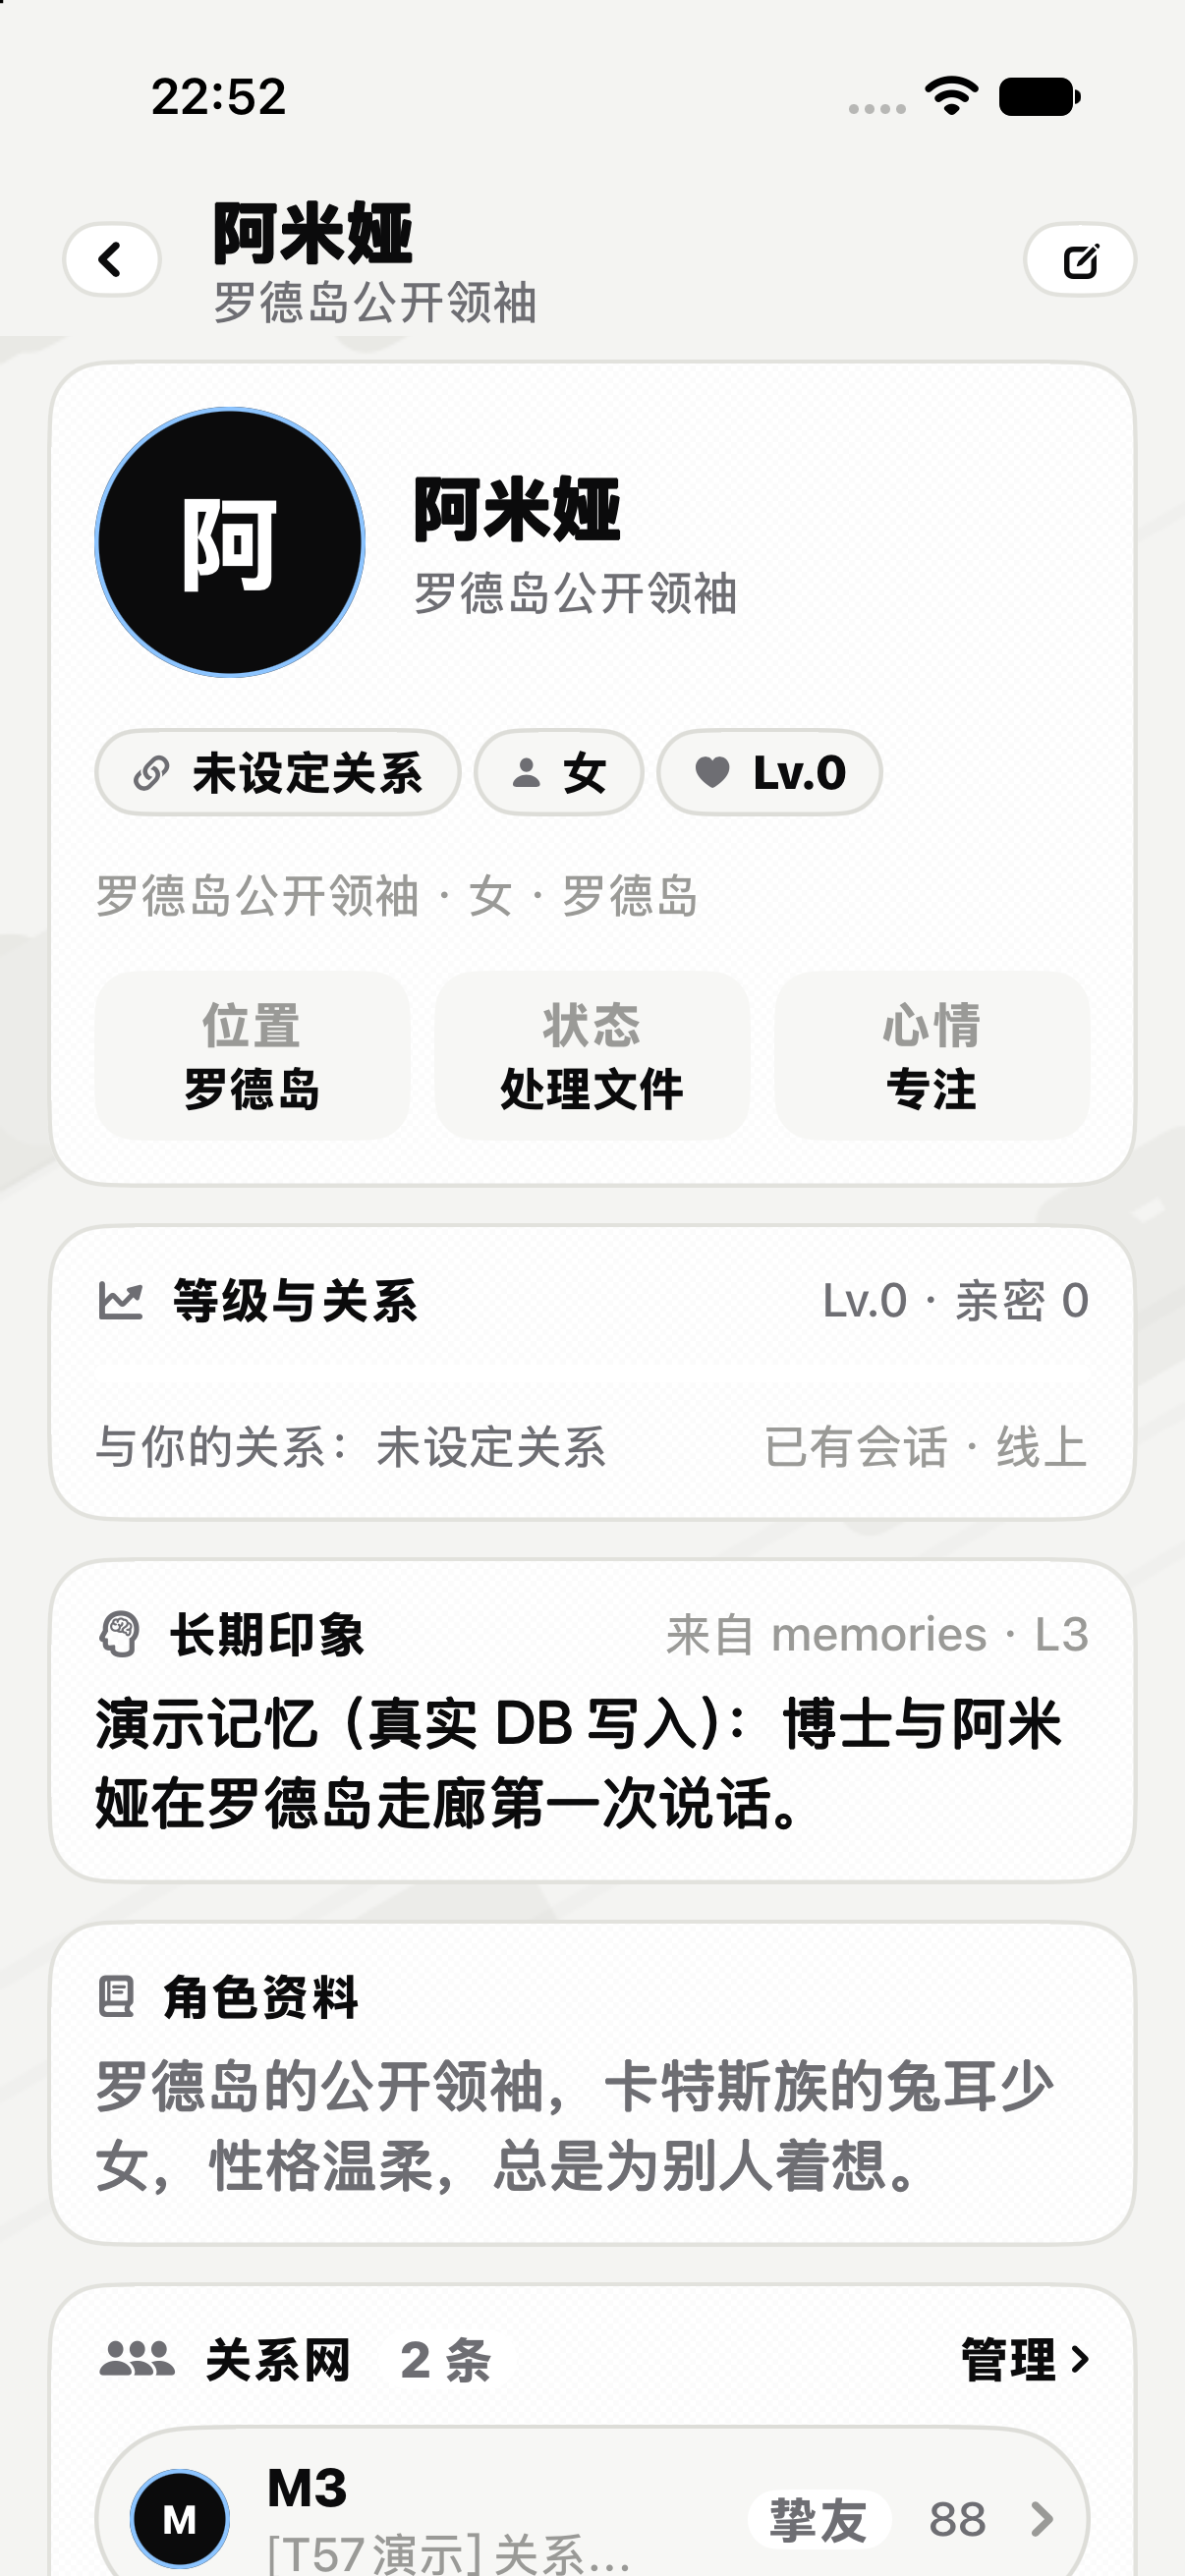 22:52
阿米娅
罗德岛公开领袖
阿
阿米娅
罗德岛公开领袖
未设定关系 女 Lv.0
罗德岛公开领袖 · 女 · 罗德岛
位置 状态 心情
罗德岛 处理文件 专注
等级与关系 Lv.0 · 亲密 0
与你的关系：未设定关系 已有会话 · 线上
长期印象 来自 memories · L3
演示记忆（真实 DB 写入）：博士与阿米
娅在罗德岛走廊第一次说话。
角色资料
罗德岛的公开领袖，卡特斯族的兔耳少
女，性格温柔，总是为别人着想。
关系网 2 条 管理
M M3 挚友 88
[T57 演示] 关系...